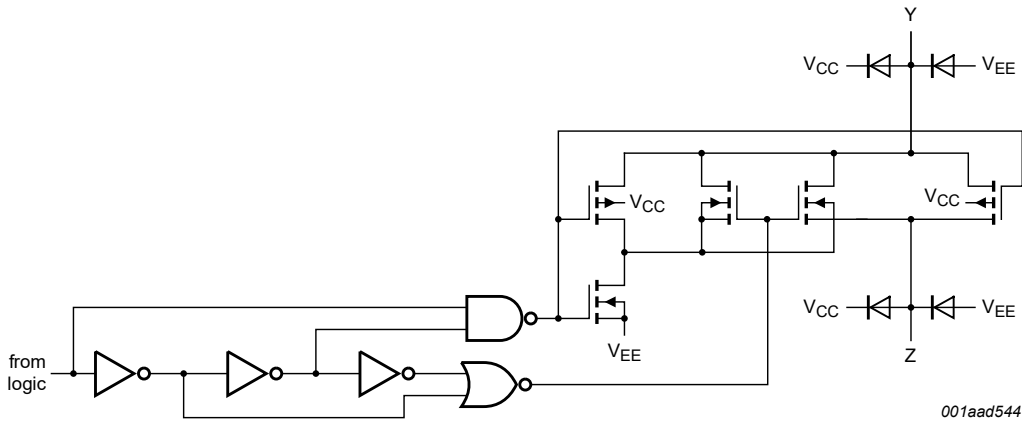 Y
VCC
VEE
VCC
VCC
VCC
VEE
VEE
Z
from
logic
001aad544